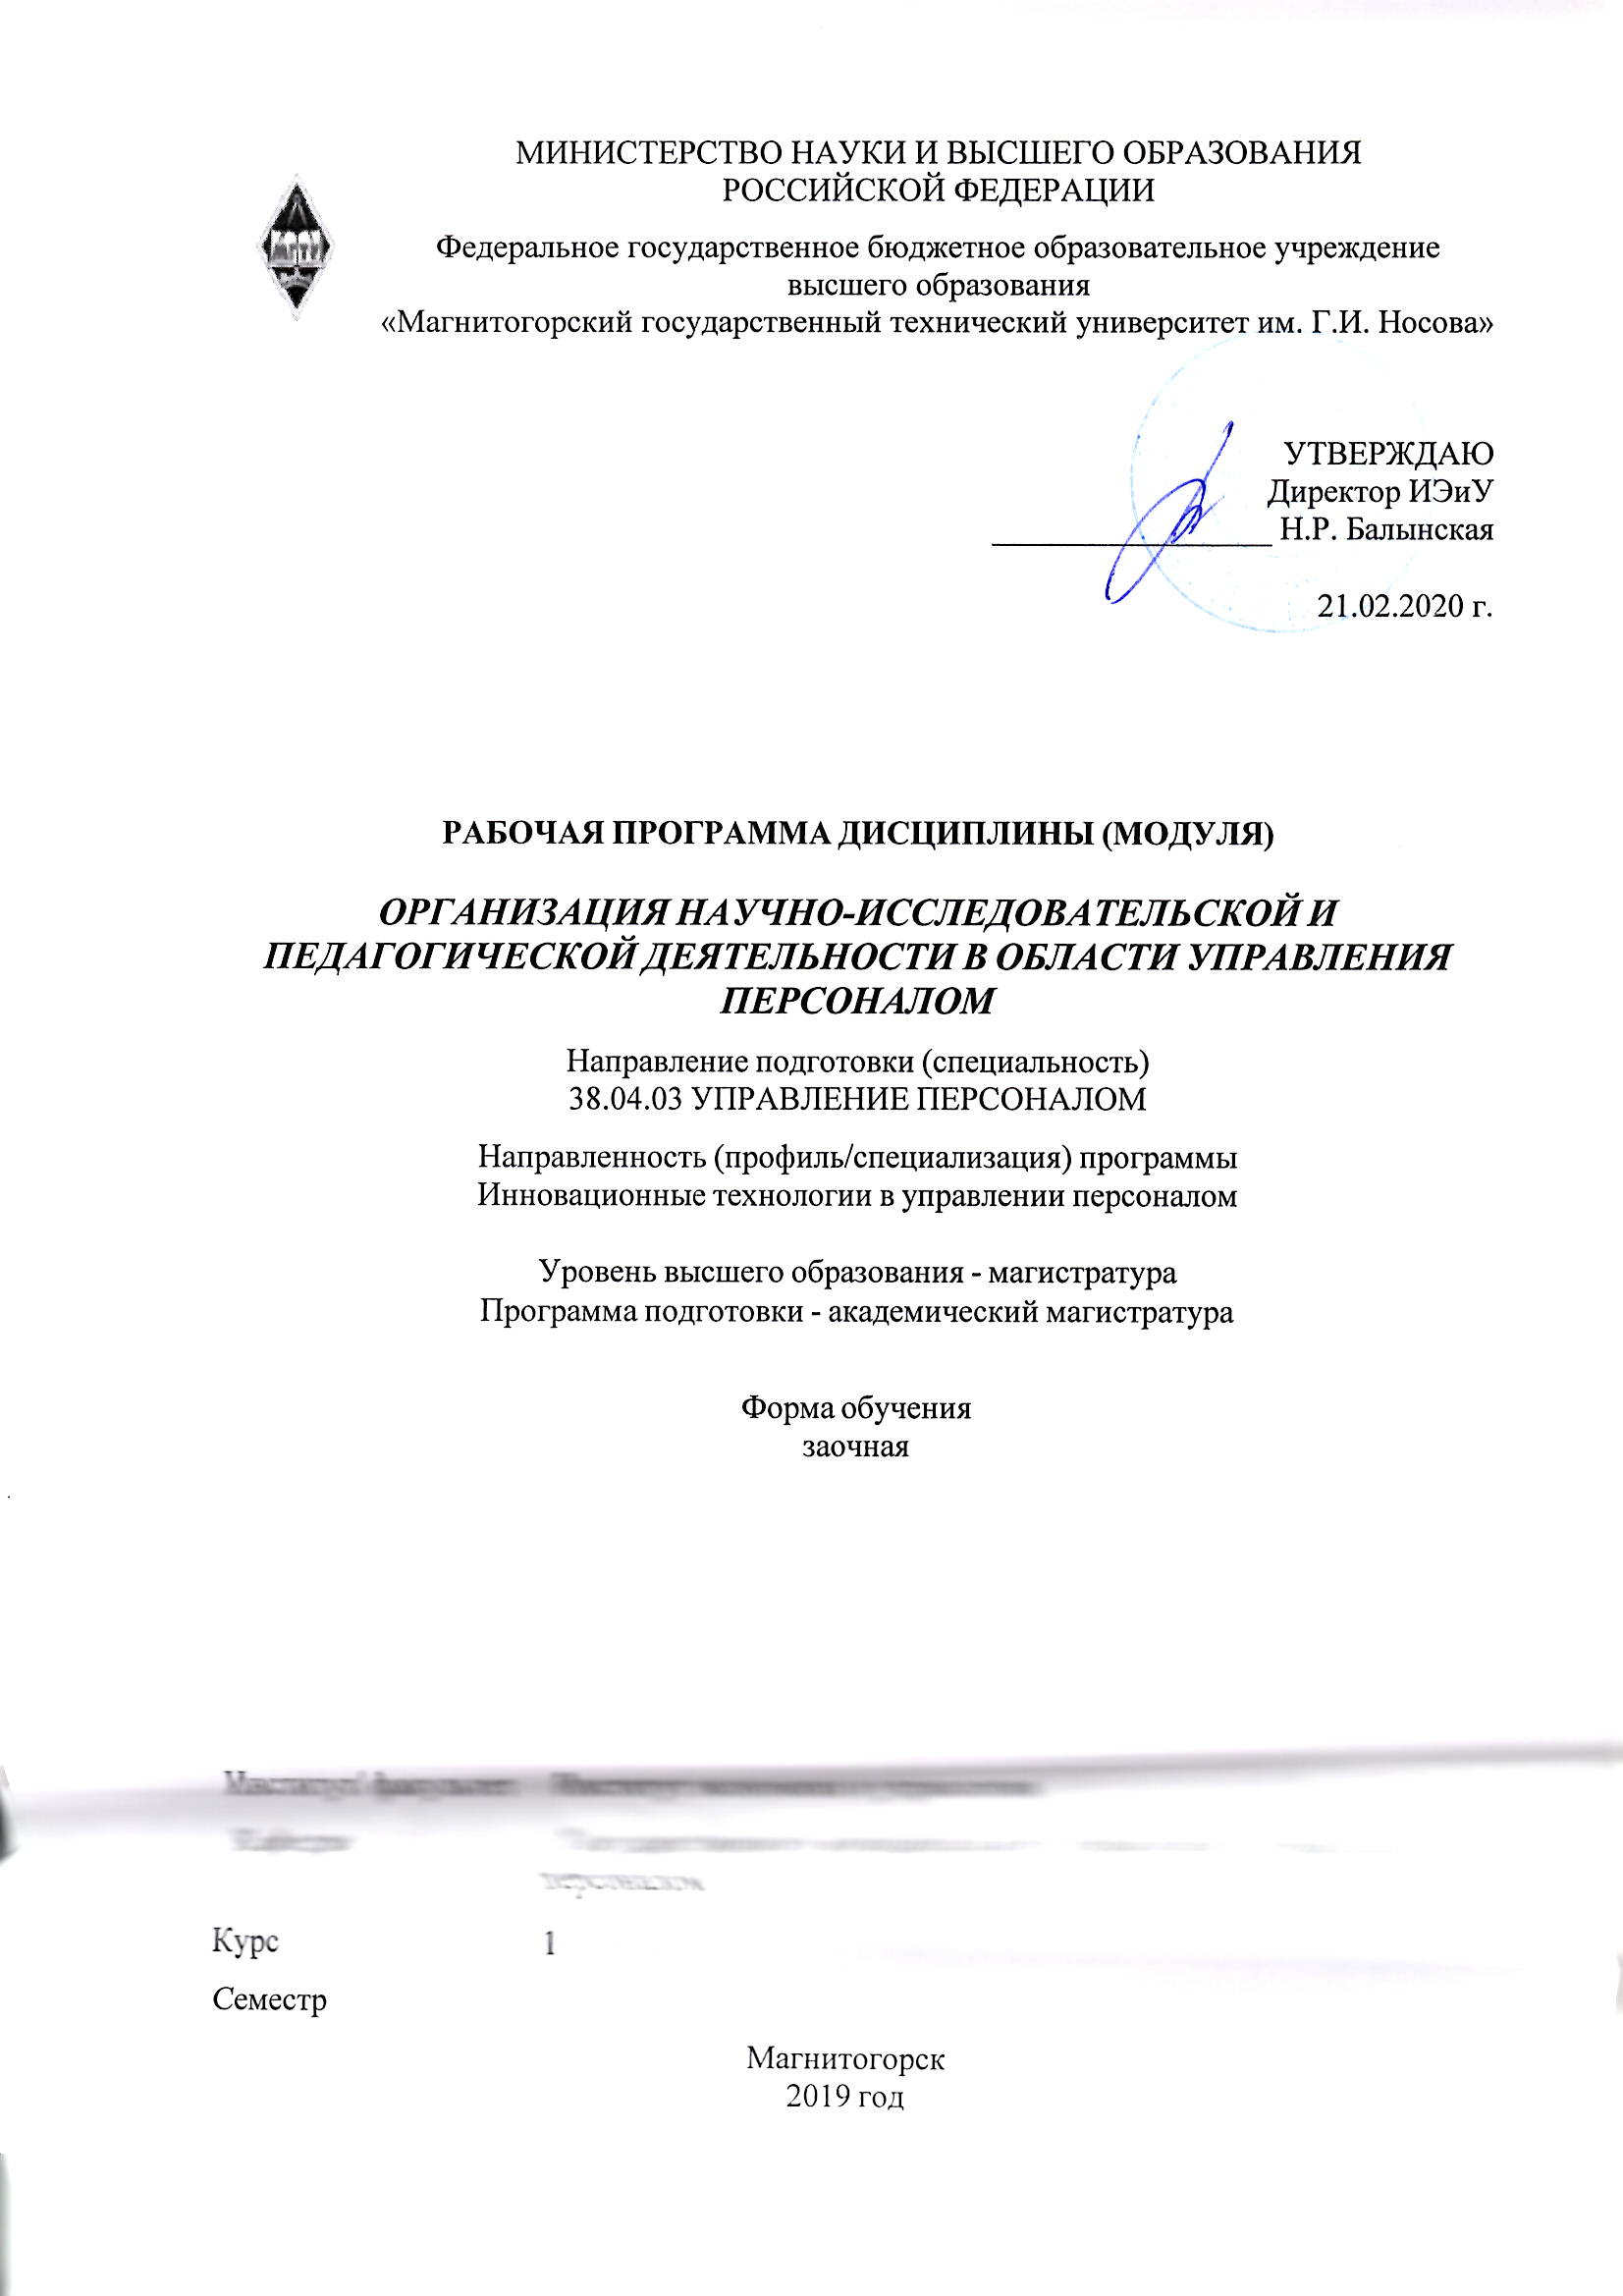 МИНИСТЕРСТВО НАУКИ И ВЫСШЕГО ОБРАЗОВАНИЯ
РОССИЙСКОЙ ФЕДЕРАЦИИ
МГТУ
Федеральное государственное бюджетное образовательное учреждение
высшего образования
«Магнитогорский государственный технический университет им. Г.И. Носова»
УТВЕРЖДАЮ
Директор ИЭиУ
Н.Р. Балынская
21.02.2020 г.
РАБОЧАЯ ПРОГРАММА ДИСЦИПЛИНЫ (МОДУЛЯ)
ОРГАНИЗАЦИЯ НАУЧНО-ИССЛЕДОВАТЕЛЬСКОЙ И
ПЕДАГОГИЧЕСКОЙ ДЕЯТЕЛЬНОСТИ В ОБЛАСТИ УПРАВЛЕНИЯ
ПЕРСОНАЛОМ
Направление подготовки (специальность)
38.04.03 УПРАВЛЕНИЕ ПЕРСОНАЛОМ
Направленность (профиль/специализация) программы
Инновационные технологии в управлении персоналом
Уровень высшего образования - магистратура
Программа подготовки - академический магистратура
Форма обучения
заочная
персоналом
Курс 1
Семестр
Магнитогорск
2019 год